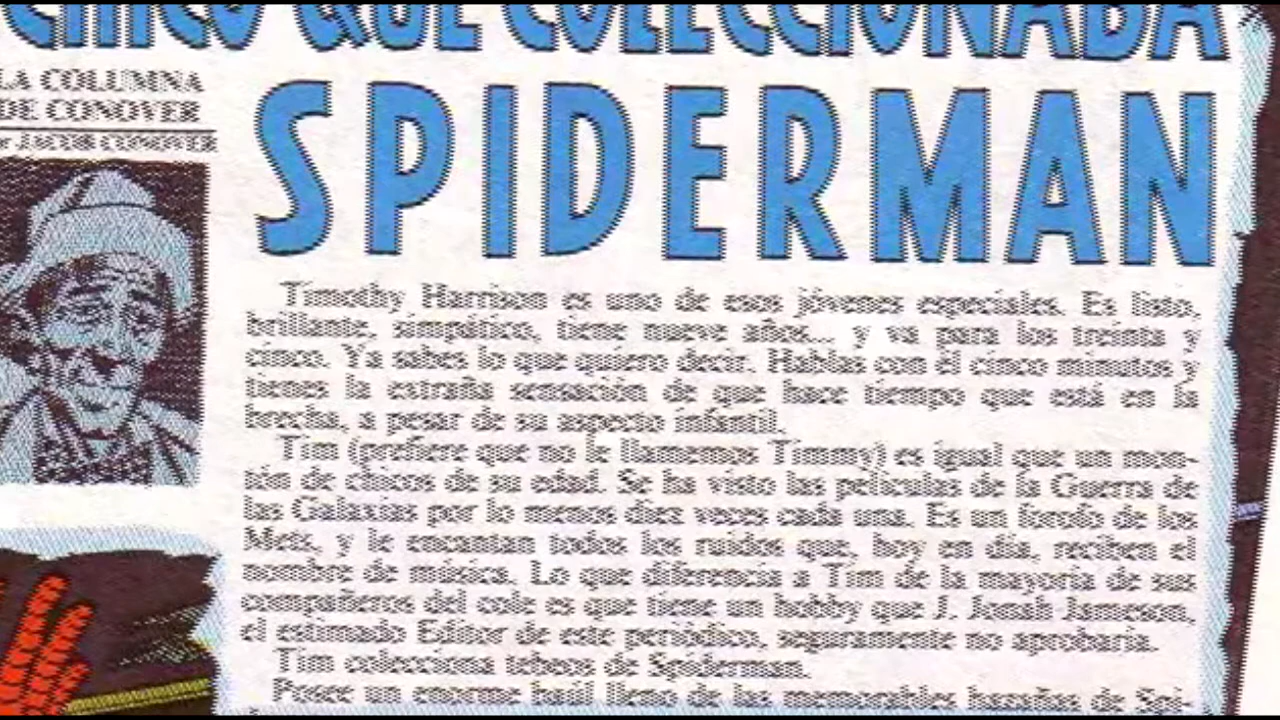 CHICO QUE COLECCIONABA
SPIDERMAN
LA COLUMNA
DE CONOVER
JACOB CONOVER
Timothy Harrison es uno de esos jóvenes especiales. Es listo,
brillante, simpático, tiene nueve años... y va para los treinta y
cinco. Ya sabes lo que quiero decir. Hablas con él cinco minutos y
tienes la extraña sensación de que hace tiempo que está en la
brecha, a pesar de su aspecto infantil.
Tim (prefiere que no le llamemos Timmy) es igual que un mon-
tón de chicos de su edad. Se ha visto las películas de la Guerra de
las Galaxias por lo menos diez veces cada una. Es un forofo de los
Mets, y le encantan todos los ruidos que, hoy en día, reciben el
nombre de música. Lo que diferencia a Tim de la mayoría de sus
compañeros del cole es que tiene un hobby que J. Jonah Jameson,
el estimado Editor de este periódico, seguramente no aprobaría.
Tim colecciona tebeos de Spiderman.
Posee un enorme baúl lleno de las memorables hazañas de Spi-